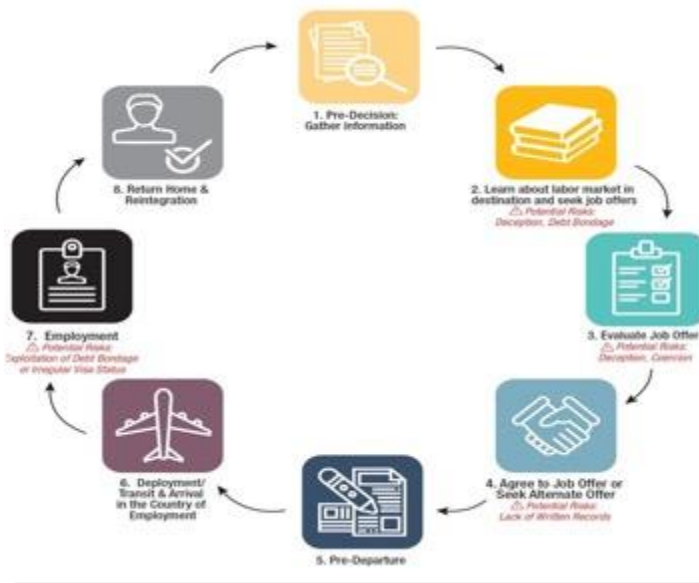 1. Pre-Decision:
Gather Information
2. Learn about labor market in
destination and seek job offers
⚠ Potential Risks:
Deception, Debt Bondage
3. Evaluate Job Offer
⚠ Potential Risks:
Deception, Coercion
4. Agree to Job Offer or
Seek Alternate Offer
⚠ Potential Risks:
Lack of Written Records
5. Pre-Departure
6. Deployment/
Transit & Arrival
in the Country of
Employment
7. Employment
⚠ Potential Risks:
Exploitation of Debt Bondage
or Irregular Visa Status
8. Return Home &
Reintegration